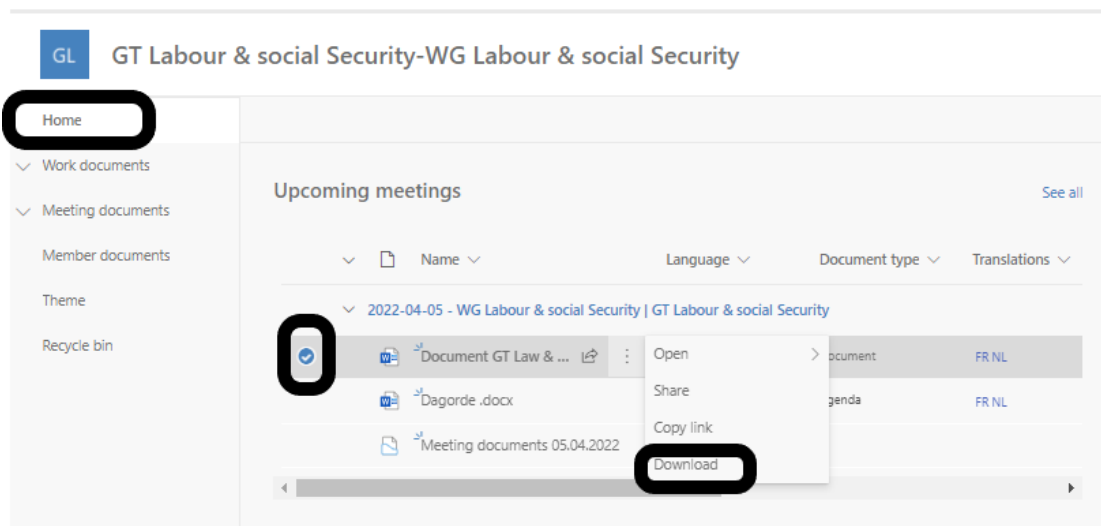 GL GT Labour & social Security-WG Labour & social Security
Home
Work documents
Meeting documents
Member documents
Theme
Recycle bin
Upcoming meetings See all
Name Language Document type Translations
2022-04-05 - WG Labour & social Security | GT Labour & social Security
Document GT Law & ... ocument FR NL
Dagorde .docx genda FR NL
Meeting documents 05.04.2022
Open
Share
Copy link
Download